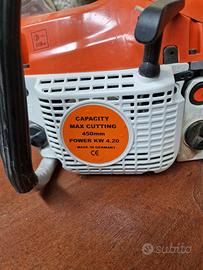 CAPACITY
MAX CUTTING
450mm
POWER KW 4.20
MADE IN GERMANY
CE
subito